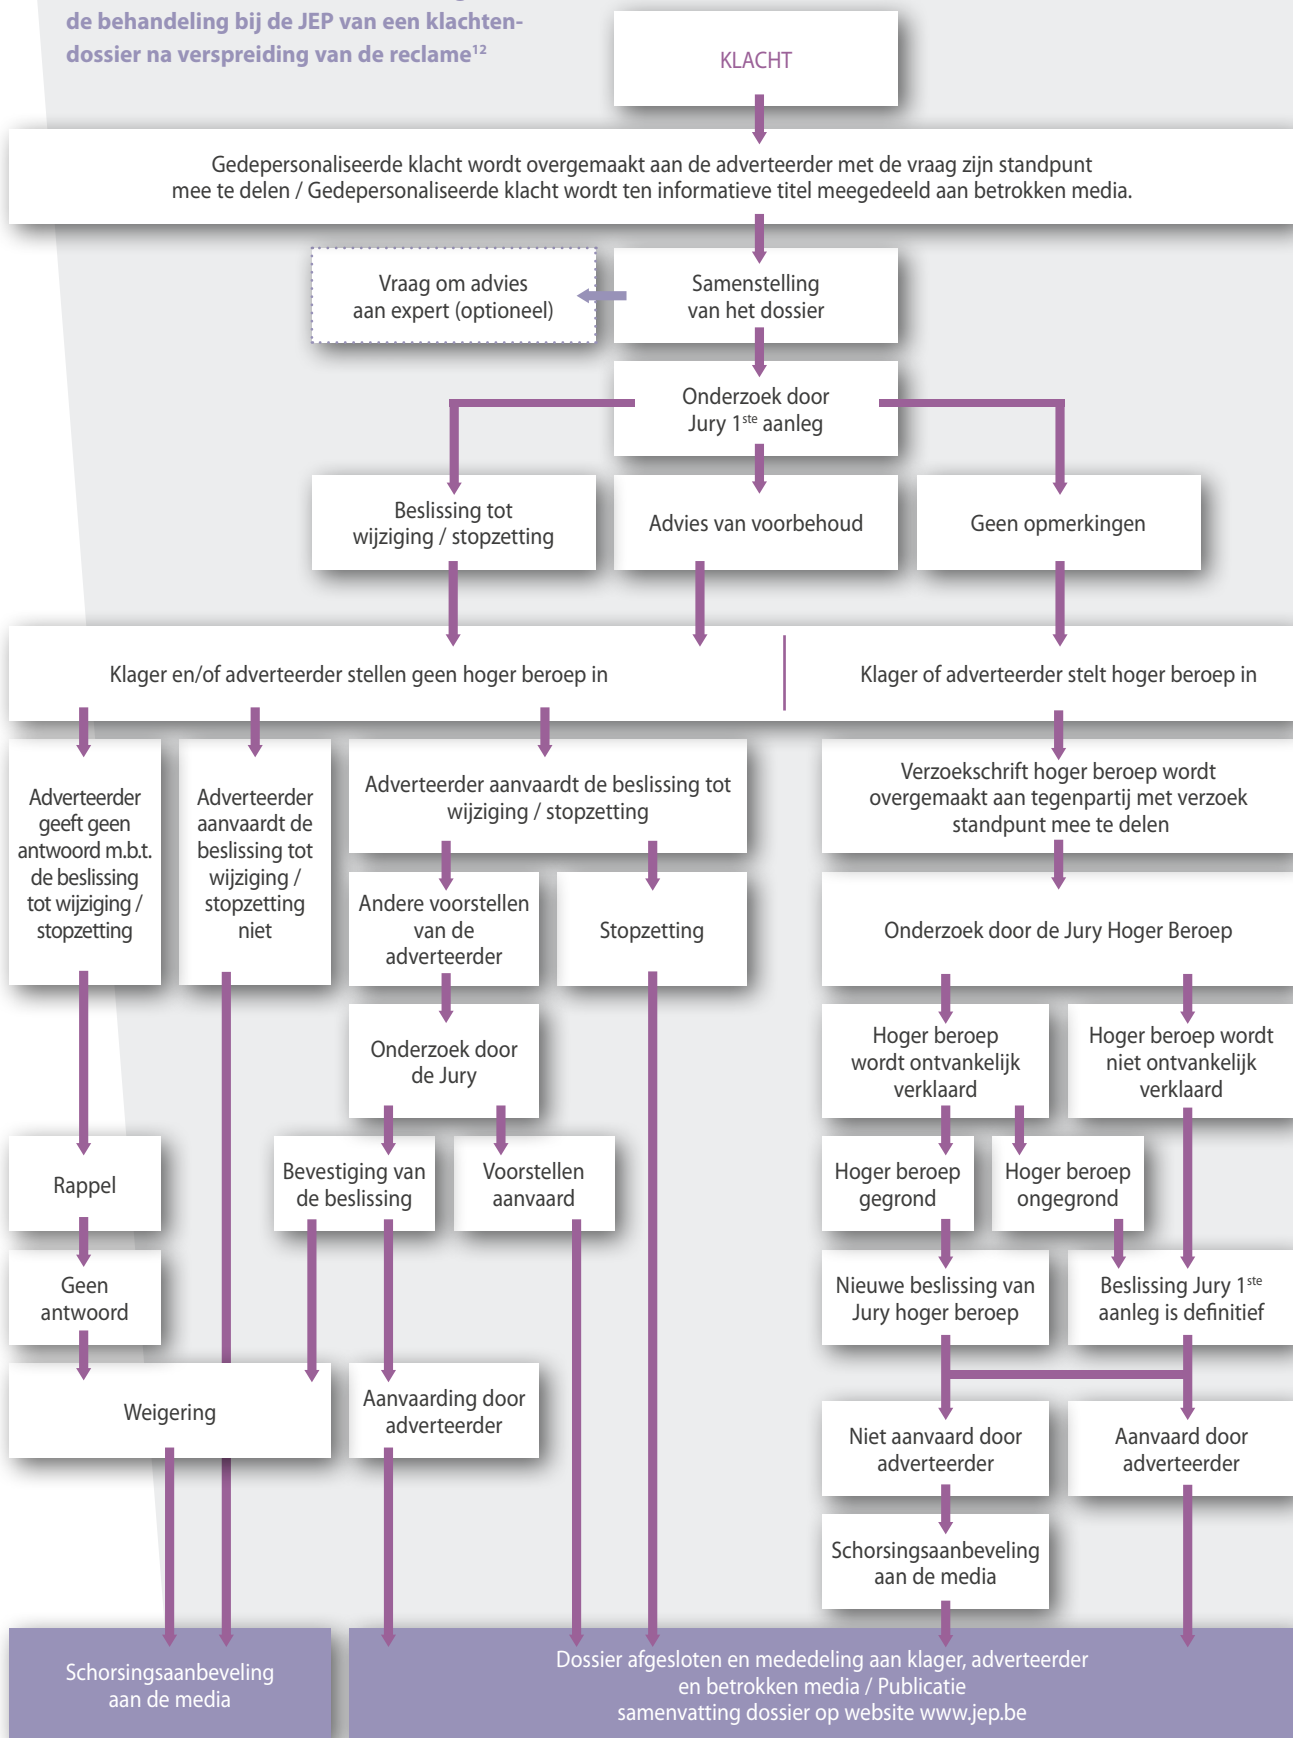 de behandeling bij de JEP van een klachten-
dossier na verspreiding van de reclame¹²
KLACHT
Gedepersonaliseerde klacht wordt overgemaakt aan de adverteerder met de vraag zijn standpunt
mee te delen / Gedepersonaliseerde klacht wordt ten informatieve titel meegedeeld aan betrokken media.
Vraag om advies
aan expert (optioneel)
Samenstelling
van het dossier
Onderzoek door
Jury 1ste aanleg
Beslissing tot
wijziging / stopzetting
Advies van voorbehoud
Geen opmerkingen
Klager en/of adverteerder stellen geen hoger beroep in
Klager of adverteerder stelt hoger beroep in
Adverteerder
geeft geen
antwoord m.b.t.
de beslissing
tot wijziging /
stopzetting
Adverteerder
aanvaardt de
beslissing tot
wijziging /
stopzetting
niet
Adverteerder aanvaardt de beslissing tot
wijziging / stopzetting
Verzoekschrift hoger beroep wordt
overgemaakt aan tegenpartij met verzoek
standpunt mee te delen
Andere voorstellen
van de
adverteerder
Stopzetting
Onderzoek door de Jury Hoger Beroep
Onderzoek door
de Jury
Hoger beroep
wordt ontvankelijk
verklaard
Hoger beroep wordt
niet ontvankelijk
verklaard
Rappel
Bevestiging van
de beslissing
Voorstellen
aanvaard
Hoger beroep
gegrond
Hoger beroep
ongegrond
Geen
antwoord
Nieuwe beslissing van
Jury hoger beroep
Beslissing Jury 1ste
aanleg is definitief
Weigering
Aanvaarding door
adverteerder
Niet aanvaard door
adverteerder
Aanvaard door
adverteerder
Schorsingsaanbeveling
aan de media
Schorsingsaanbeveling
aan de media
Dossier afgesloten en mededeling aan klager, adverteerder
en betrokken media / Publicatie
samenvatting dossier op website www.jep.be